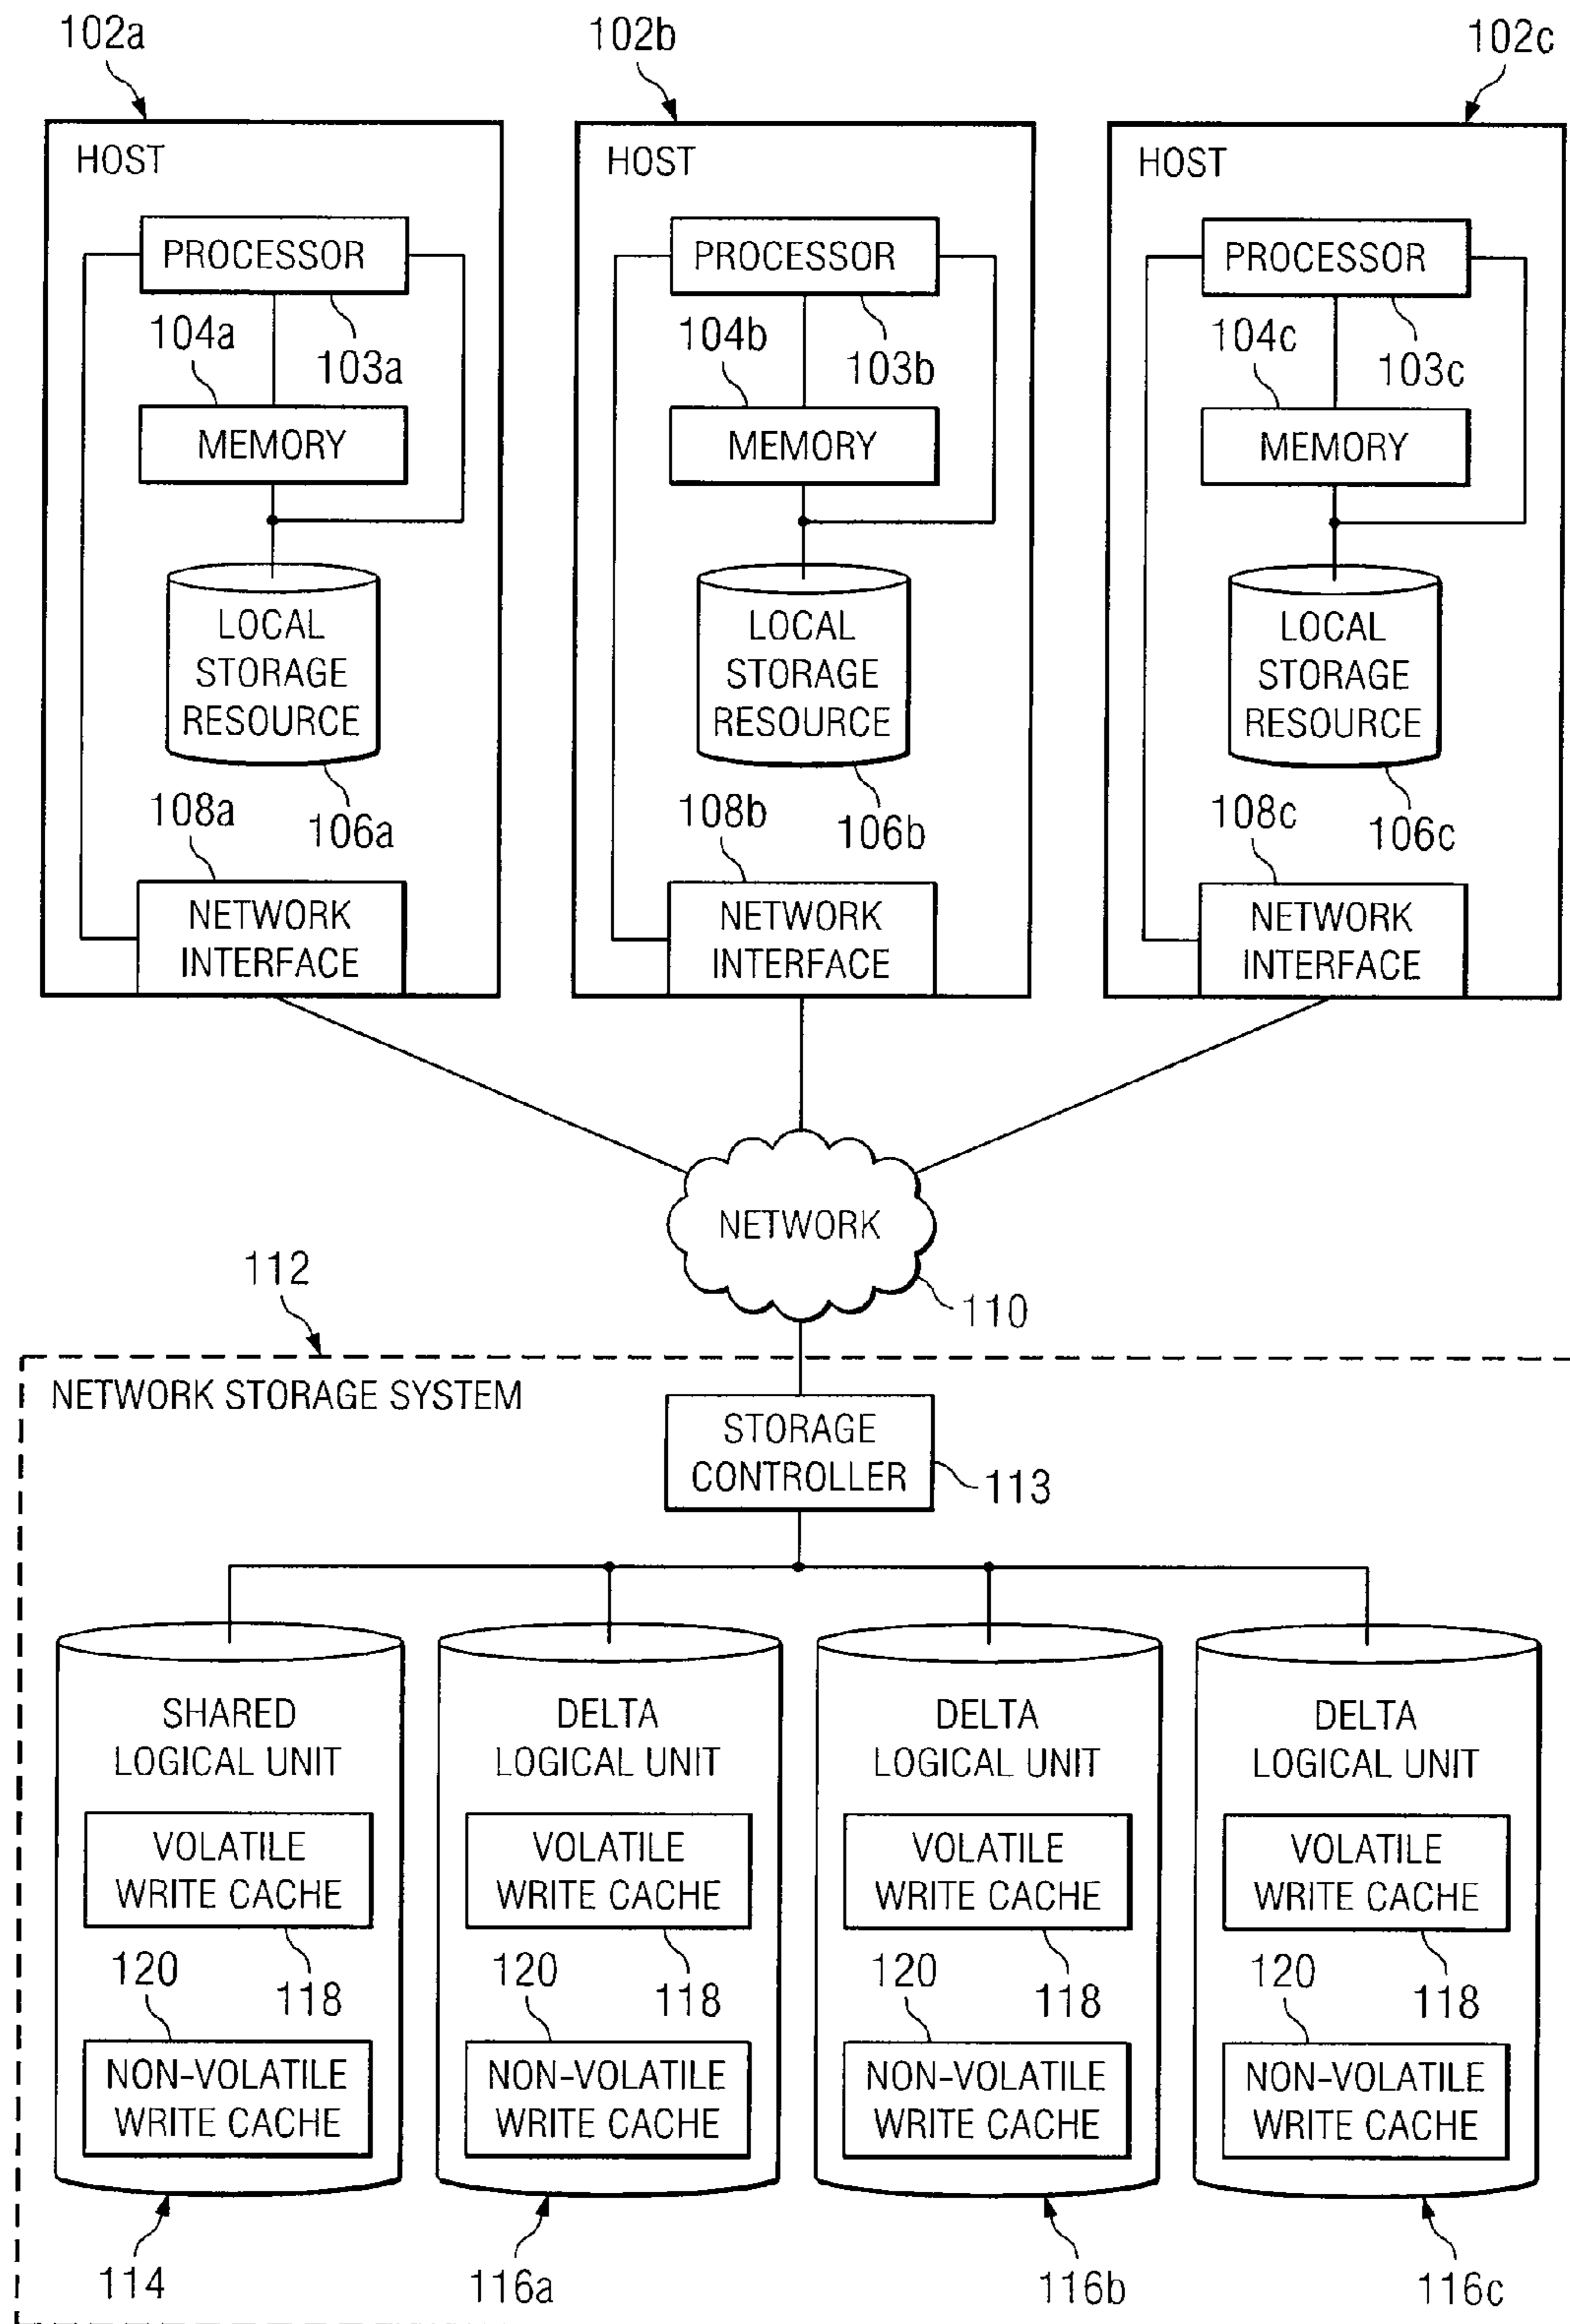 102a
102b
102c
HOST
HOST
HOST
PROCESSOR
PROCESSOR
PROCESSOR
104a
103a
104b
103b
104c
103c
MEMORY
MEMORY
MEMORY
LOCAL
STORAGE
RESOURCE
LOCAL
STORAGE
RESOURCE
LOCAL
STORAGE
RESOURCE
108a
106a
108b
106b
108c
106c
NETWORK
INTERFACE
NETWORK
INTERFACE
NETWORK
INTERFACE
NETWORK
110
112
NETWORK STORAGE SYSTEM
STORAGE
CONTROLLER
113
SHARED
LOGICAL UNIT
DELTA
LOGICAL UNIT
DELTA
LOGICAL UNIT
DELTA
LOGICAL UNIT
VOLATILE
WRITE CACHE
VOLATILE
WRITE CACHE
VOLATILE
WRITE CACHE
VOLATILE
WRITE CACHE
120
118
120
118
120
118
120
118
NON-VOLATILE
WRITE CACHE
NON-VOLATILE
WRITE CACHE
NON-VOLATILE
WRITE CACHE
NON-VOLATILE
WRITE CACHE
114
116a
116b
116c